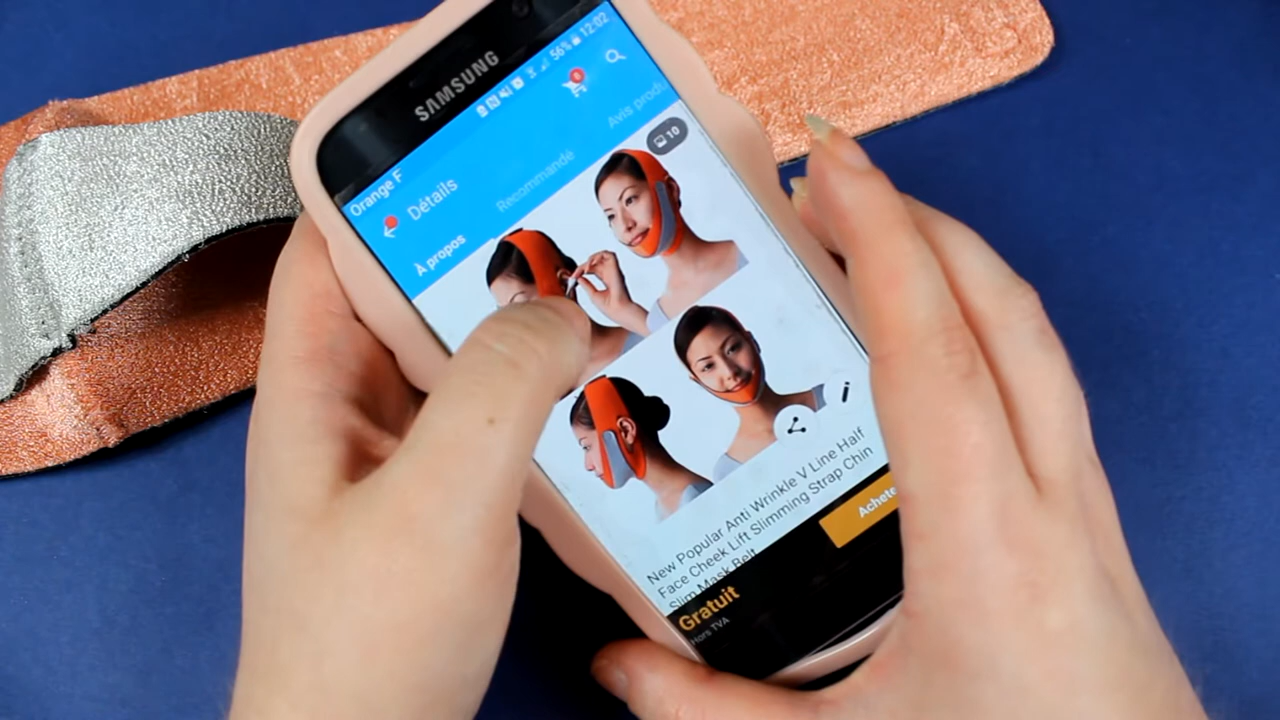 SAMSUNG
Orange F
56% 12:02
Détails
À propos
Recommandé
Avis produ
10
New Popular Anti Wrinkle V Line Half
Face Cheek Lift Slimming Strap Chin
Slim Mask Belt
Gratuit
Hors TVA
Achete